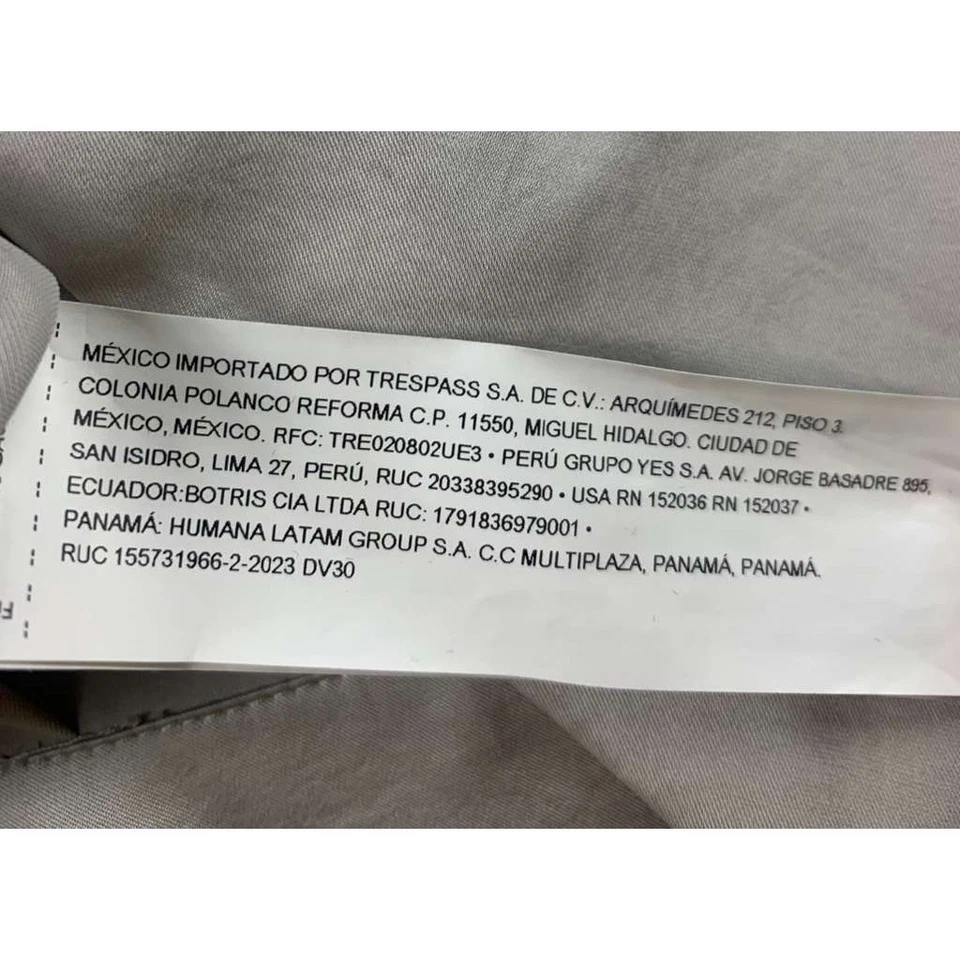 MÉXICO IMPORTADO POR TRESPASS S.A. DE C.V.: ARQUÍMEDES 212, PISO 3.
COLONIA POLANCO REFORMA C.P. 11550, MIGUEL HIDALGO. CIUDAD DE
MÉXICO, MÉXICO. RFC: TRE020802UE3 • PERÚ GRUPO YES S.A. AV. JORGE BASADRE 895,
SAN ISIDRO, LIMA 27, PERÚ, RUC 20338395290 • USA RN 152036 RN 152037 •
ECUADOR:BOTRIS CIA LTDA RUC: 1791836979001 •
PANAMÁ: HUMANA LATAM GROUP S.A. C.C MULTIPLAZA, PANAMÁ, PANAMÁ.
RUC 155731966-2-2023 DV30